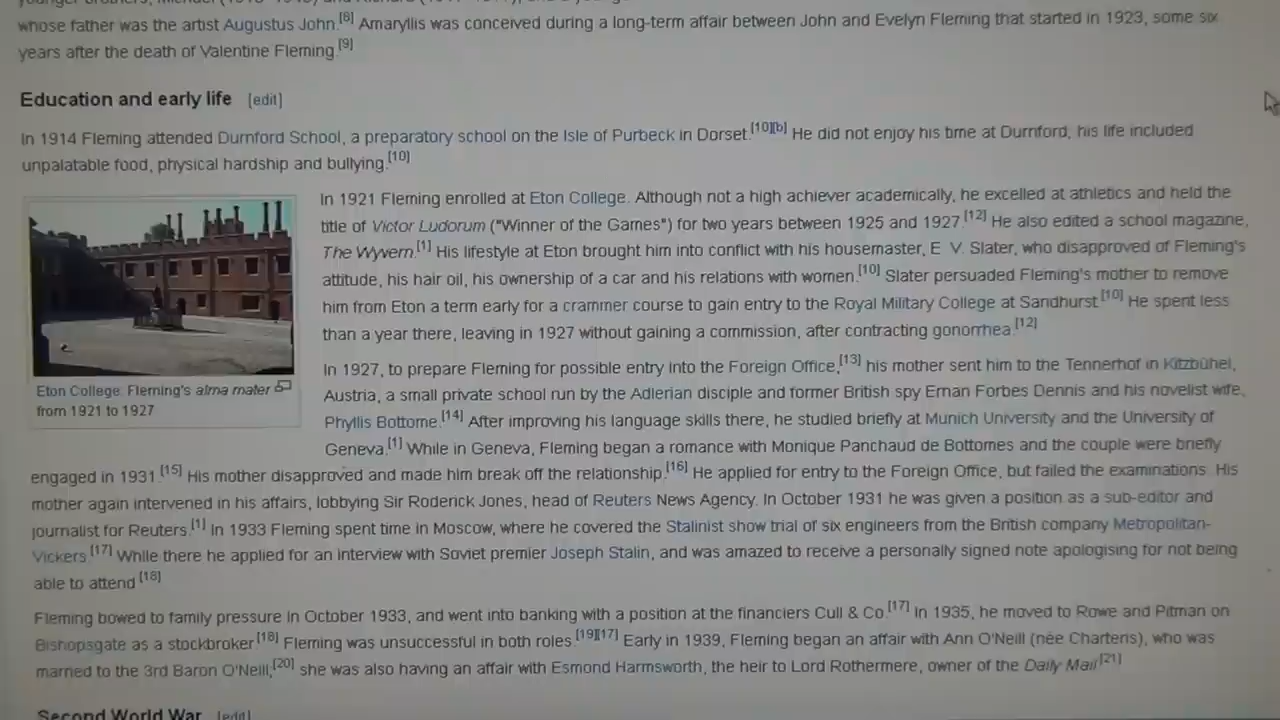 whose father was the artist Augustus John.[8] Amaryllis was conceived during a long-term affair between John and Evelyn Fleming that started in 1923, some six
years after the death of Valentine Fleming.[9]
Education and early life [edit]
In 1914 Fleming attended Durnford School, a preparatory school on the Isle of Purbeck in Dorset.[10][b] He did not enjoy his time at Durnford, his life included
unpalatable food, physical hardship and bullying.[10]
In 1921 Fleming enrolled at Eton College. Although not a high achiever academically, he excelled at athletics and held the
title of Victor Ludorum ("Winner of the Games") for two years between 1925 and 1927.[12] He also edited a school magazine,
The Wyvern.[1] His lifestyle at Eton brought him into conflict with his housemaster, E. V. Slater, who disapproved of Fleming's
attitude, his hair oil, his ownership of a car and his relations with women.[10] Slater persuaded Fleming's mother to remove
him from Eton a term early for a crammer course to gain entry to the Royal Military College at Sandhurst.[10] He spent less
than a year there, leaving in 1927 without gaining a commission, after contracting gonorrhea.[12]
Eton College: Fleming's alma mater
from 1921 to 1927
In 1927, to prepare Fleming for possible entry into the Foreign Office,[13] his mother sent him to the Tennerhof in Kitzbühel,
Austria, a small private school run by the Adlerian disciple and former British spy Ernan Forbes Dennis and his novelist wife,
Phyllis Bottome.[14] After improving his language skills there, he studied briefly at Munich University and the University of
Geneva.[1] While in Geneva, Fleming began a romance with Monique Panchaud de Bottomes and the couple were briefly
engaged in 1931.[15] His mother disapproved and made him break off the relationship.[16] He applied for entry to the Foreign Office, but failed the examinations. His
mother again intervened in his affairs, lobbying Sir Roderick Jones, head of Reuters News Agency. In October 1931 he was given a position as a sub-editor and
journalist for Reuters.[1] In 1933 Fleming spent time in Moscow, where he covered the Stalinist show trial of six engineers from the British company Metropolitan-
Vickers.[17] While there he applied for an interview with Soviet premier Joseph Stalin, and was amazed to receive a personally signed note apologising for not being
able to attend.[18]
Fleming bowed to family pressure in October 1933, and went into banking with a position at the financiers Cull & Co.[17] In 1935, he moved to Rowe and Pitman on
Bishopsgate as a stockbroker.[18] Fleming was unsuccessful in both roles.[19][17] Early in 1939, Fleming began an affair with Ann O'Neill (née Charteris), who was
married to the 3rd Baron O'Neill;[20] she was also having an affair with Esmond Harmsworth, the heir to Lord Rothermere, owner of the Daily Mail.[21]
Second World War [edit]